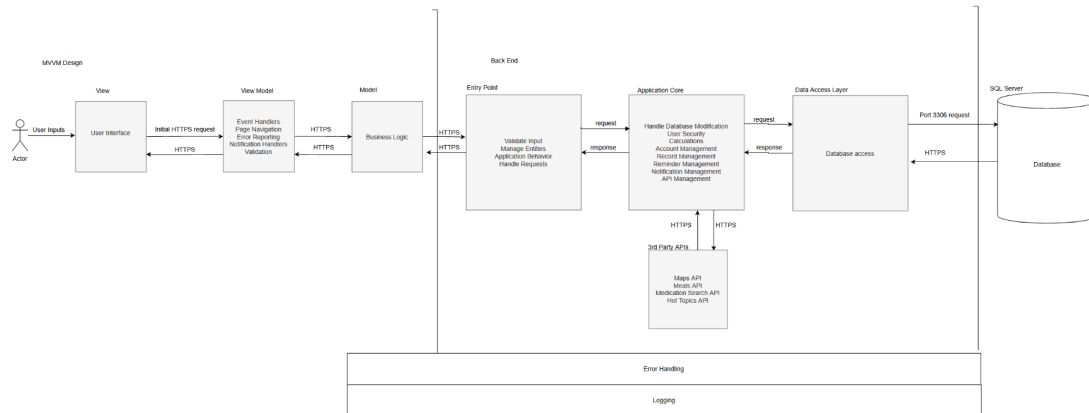 MVVM Design
Back End
View
View Model
Model
Entry Point
Application Core
Data Access Layer
SQL Server
Actor
User Inputs
User Interface
Initial HTTPS request
HTTPS
Event Handlers
Page Navigation
Error Reporting
Notification Handlers
Validation
HTTPS
HTTPS
Business Logic
HTTPS
HTTPS
Validate Input
Manage Entities
Application Behavior
Handle Requests
request
response
Handle Database Modification
User Security
Calculations
Account Management
Record Management
Reminder Management
Notification Management
API Management
request
response
Database access
Port 3306 request
HTTPS
Database
HTTPS
HTTPS
3rd Party APIs
Maps API
Meals API
Medication Search API
Hot Topics API
Error Handling
Logging